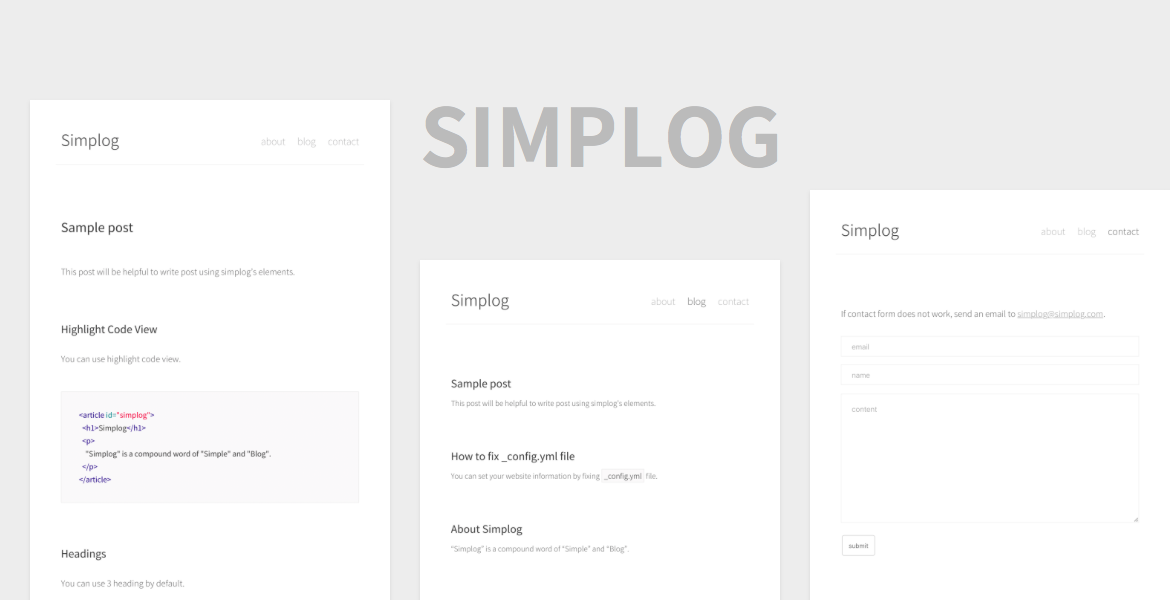 SIMPLOG
Simplog
about blog contact
Sample post
This post will be helpful to write post using simplog's elements.
Highlight Code View
You can use highlight code view.
<article id="simplog">
<h1>Simplog</h1>
<p>
"Simplog" is a compound word of "Simple" and "Blog".
</p>
</article>
Headings
You can use 3 heading by default.
Simplog
about blog contact
Sample post
This post will be helpful to write post using simplog's elements.
How to fix _config.yml file
You can set your website information by fixing _config.yml file.
About Simplog
"Simplog" is a compound word of "Simple" and "Blog".
Simplog
about blog contact
If contact form does not work, send an email to simplog@simplog.com.
email
name
content
submit